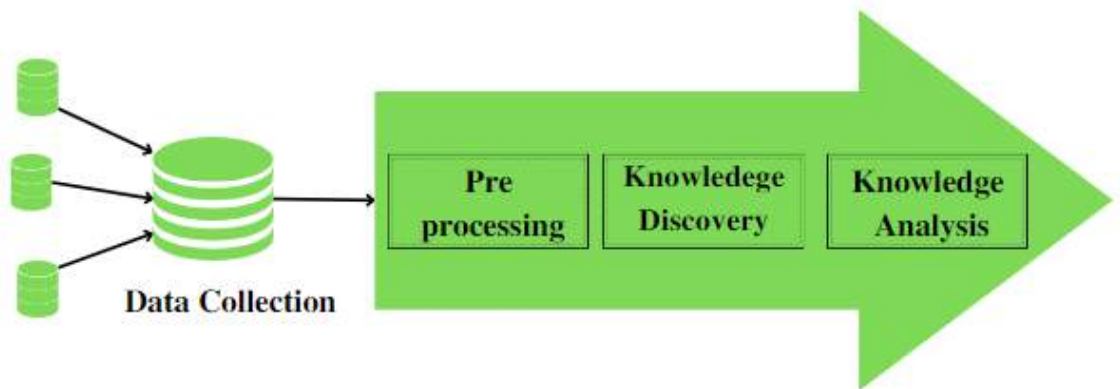 Pre
processing
Knowledege
Discovery
Knowledge
Analysis
Data Collection